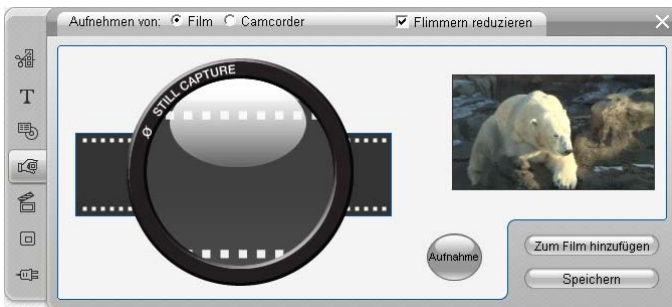 Aufnehmen von: Film Camcorder Flimmern reduzieren
T
STILL CAPTURE
Aufnahme
Zum Film hinzufügen
Speichern